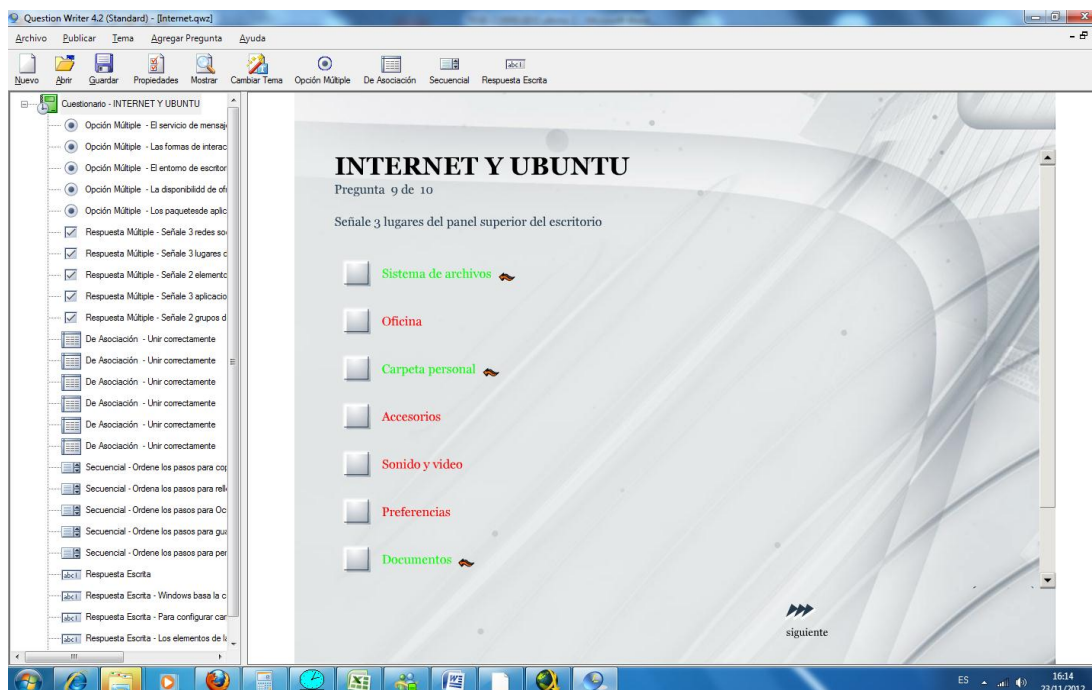 Question Writer 4.2 (Standard) - [Internet.qwz]
Archivo Publicar Tema Agregar Pregunta Ayuda
Nuevo Abrir Guardar Propiedades Mostrar Cambiar Tema Opción Múltiple De Asociación Secuencial Respuesta Escrita
Cuestionario - INTERNET Y UBUNTU
Opción Múltiple - El servicio de mensaj
Opción Múltiple - Las formas de interac
Opción Múltiple - El entorno de escritor
Opción Múltiple - La disponibilidd de ofi
Opción Múltiple - Los paquetesde aplic
Respuesta Múltiple - Señale 3 redes so
Respuesta Múltiple - Señale 3 lugares d
Respuesta Múltiple - Señale 2 elemento
Respuesta Múltiple - Señale 3 aplicacio
Respuesta Múltiple - Señale 2 grupos d
De Asociación - Unir correctamente
De Asociación - Unir correctamente
De Asociación - Unir correctamente
De Asociación - Unir correctamente
De Asociación - Unir correctamente
De Asociación - Unir correctamente
Secuencial - Ordene los pasos para cop
Secuencial - Ordena los pasos para rell
Secuencial - Ordene los pasos para Oc
Secuencial - Ordene los pasos para gua
Secuencial - Ordene los pasos para per
Respuesta Escrita
Respuesta Escrita - Windows basa la c
Respuesta Escrita - Para configurar car
Respuesta Escrita - Los elementos de la
INTERNET Y UBUNTU
Pregunta 9 de 10
Señale 3 lugares del panel superior del escritorio
Sistema de archivos
Oficina
Carpeta personal
Accesorios
Sonido y video
Preferencias
Documentos
siguiente
ES 16:14
23/11/2012